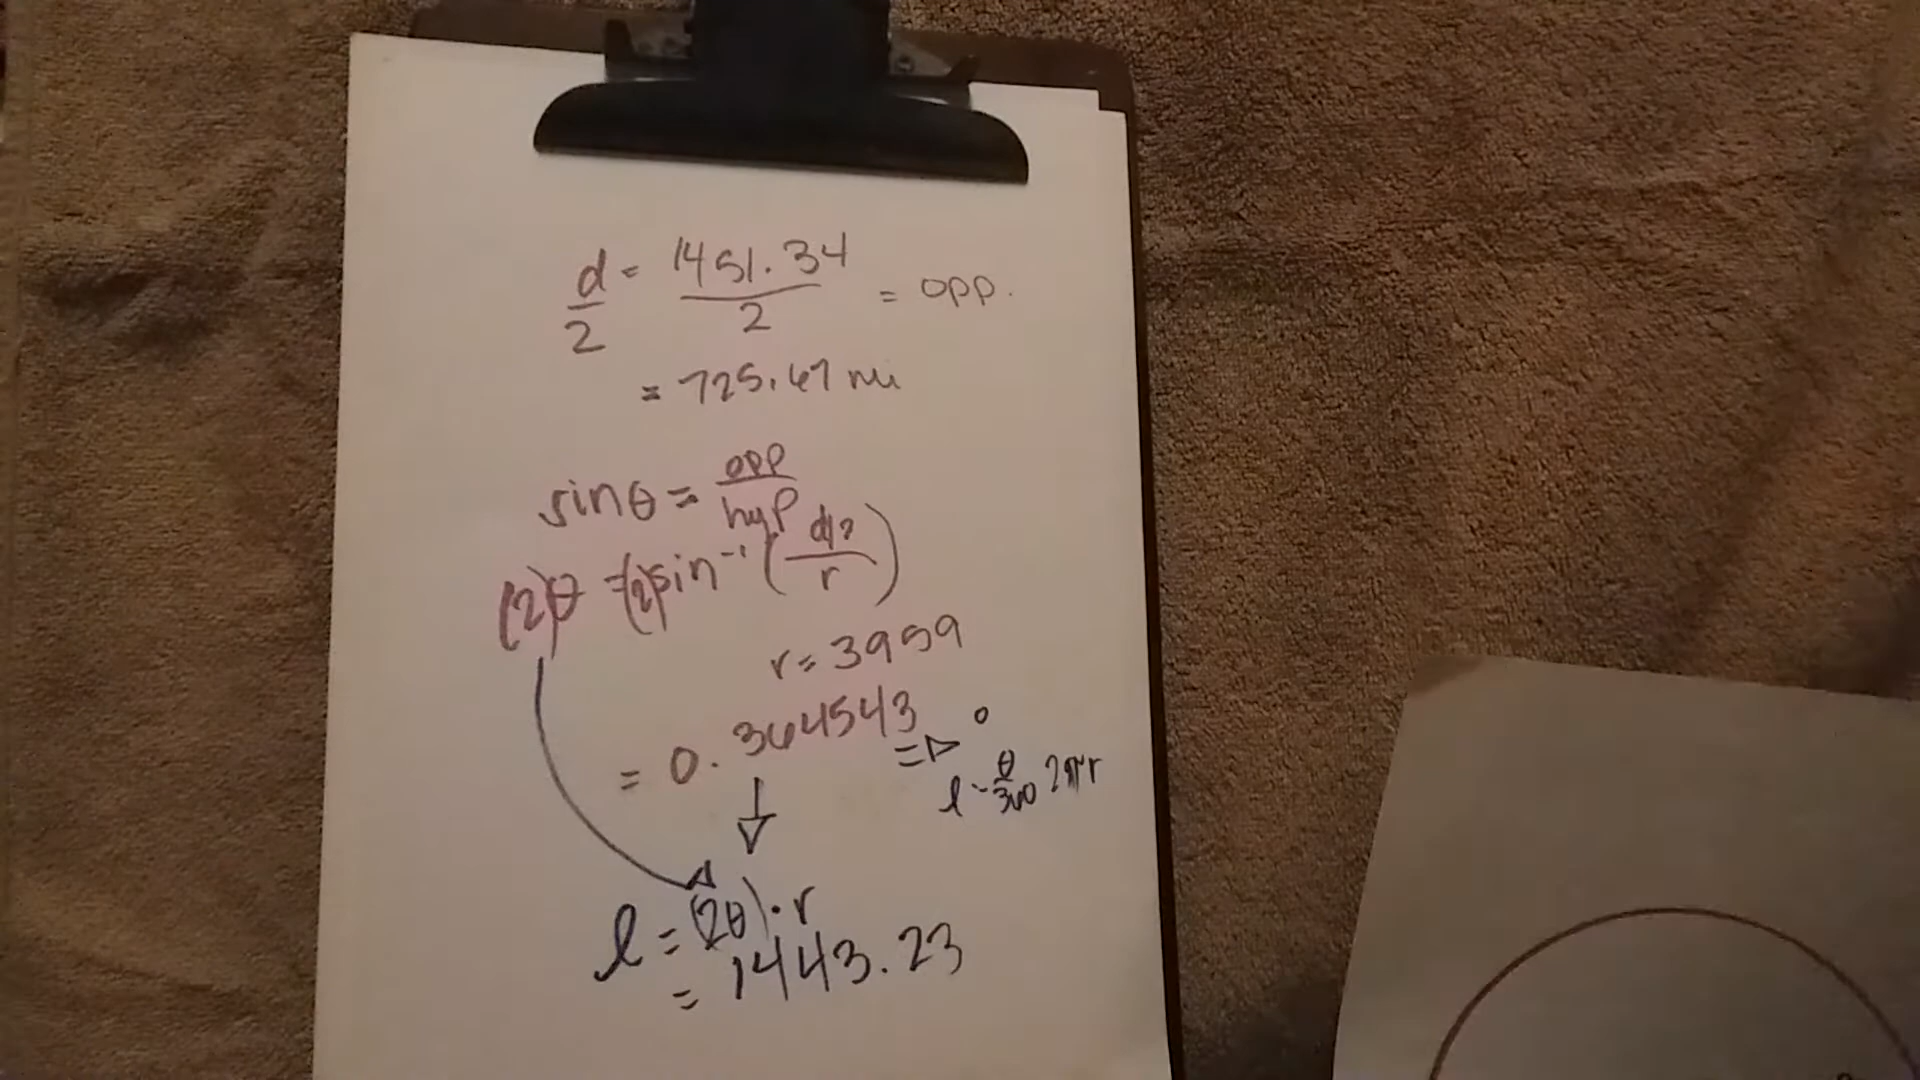 d/2 = 1451.34/2 = opp.
= 725.67 mi
sinθ = opp/hyp
(2)θ = (2)sin⁻¹(d/2/r)
r = 3959
= 0.364543 ⇒ °
l = θ/360 2πr
l = (2θ)·r
= 1443.23